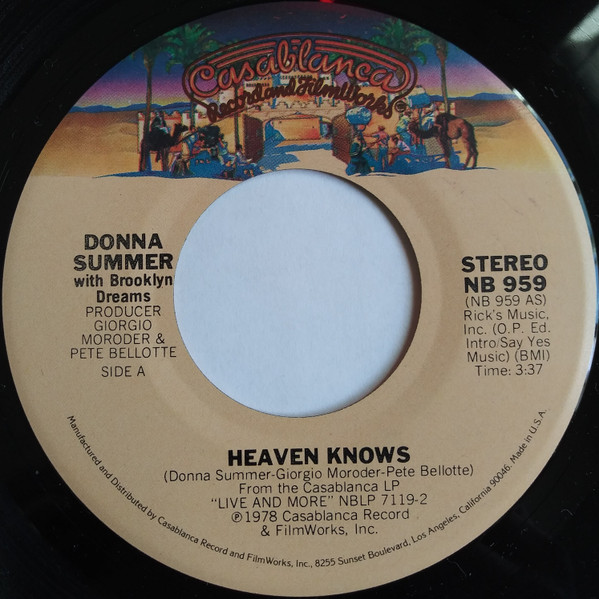 Casablanca
Record and FilmWorks
DONNA
SUMMER
with Brooklyn
Dreams
PRODUCER
GIORGIO
MORODER &
PETE BELLOTTE
SIDE A
STEREO
NB 959
(NB 959 AS)
Rick's Music,
Inc. (O.P. Ed.
Intro/Say Yes
Music) (BMI)
Time: 3:37
HEAVEN KNOWS
(Donna Summer-Giorgio Moroder-Pete Bellotte)
From the Casablanca LP
"LIVE AND MORE" NBLP 7119-2
℗1978 Casablanca Record
& FilmWorks, Inc.
Manufactured and Distributed by Casablanca Record and FilmWorks, Inc., 8255 Sunset Boulevard, Los Angeles, California 90046. Made in U.S.A.